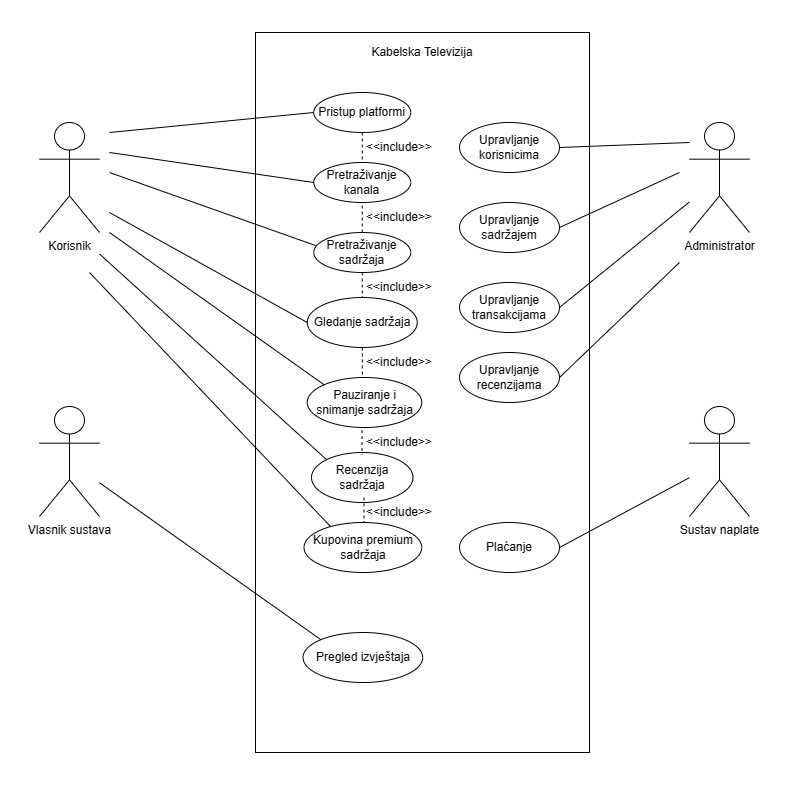 Kabelska Televizija
Pristup platformi
<<include>>
Upravljanje
korisnicima
Pretraživanje
kanala
<<include>>
Upravljanje
sadržajem
Korisnik
Pretraživanje
sadržaja
Administrator
<<include>>
Upravljanje
transakcijama
Gledanje sadržaja
<<include>>
Upravljanje
recenzijama
Pauziranje i
snimanje sadržaja
<<include>>
Recenzija
sadržaja
<<include>>
Vlasnik sustava
Sustav naplate
Kupovina premium
sadržaja
Plaćanje
Pregled izvještaja